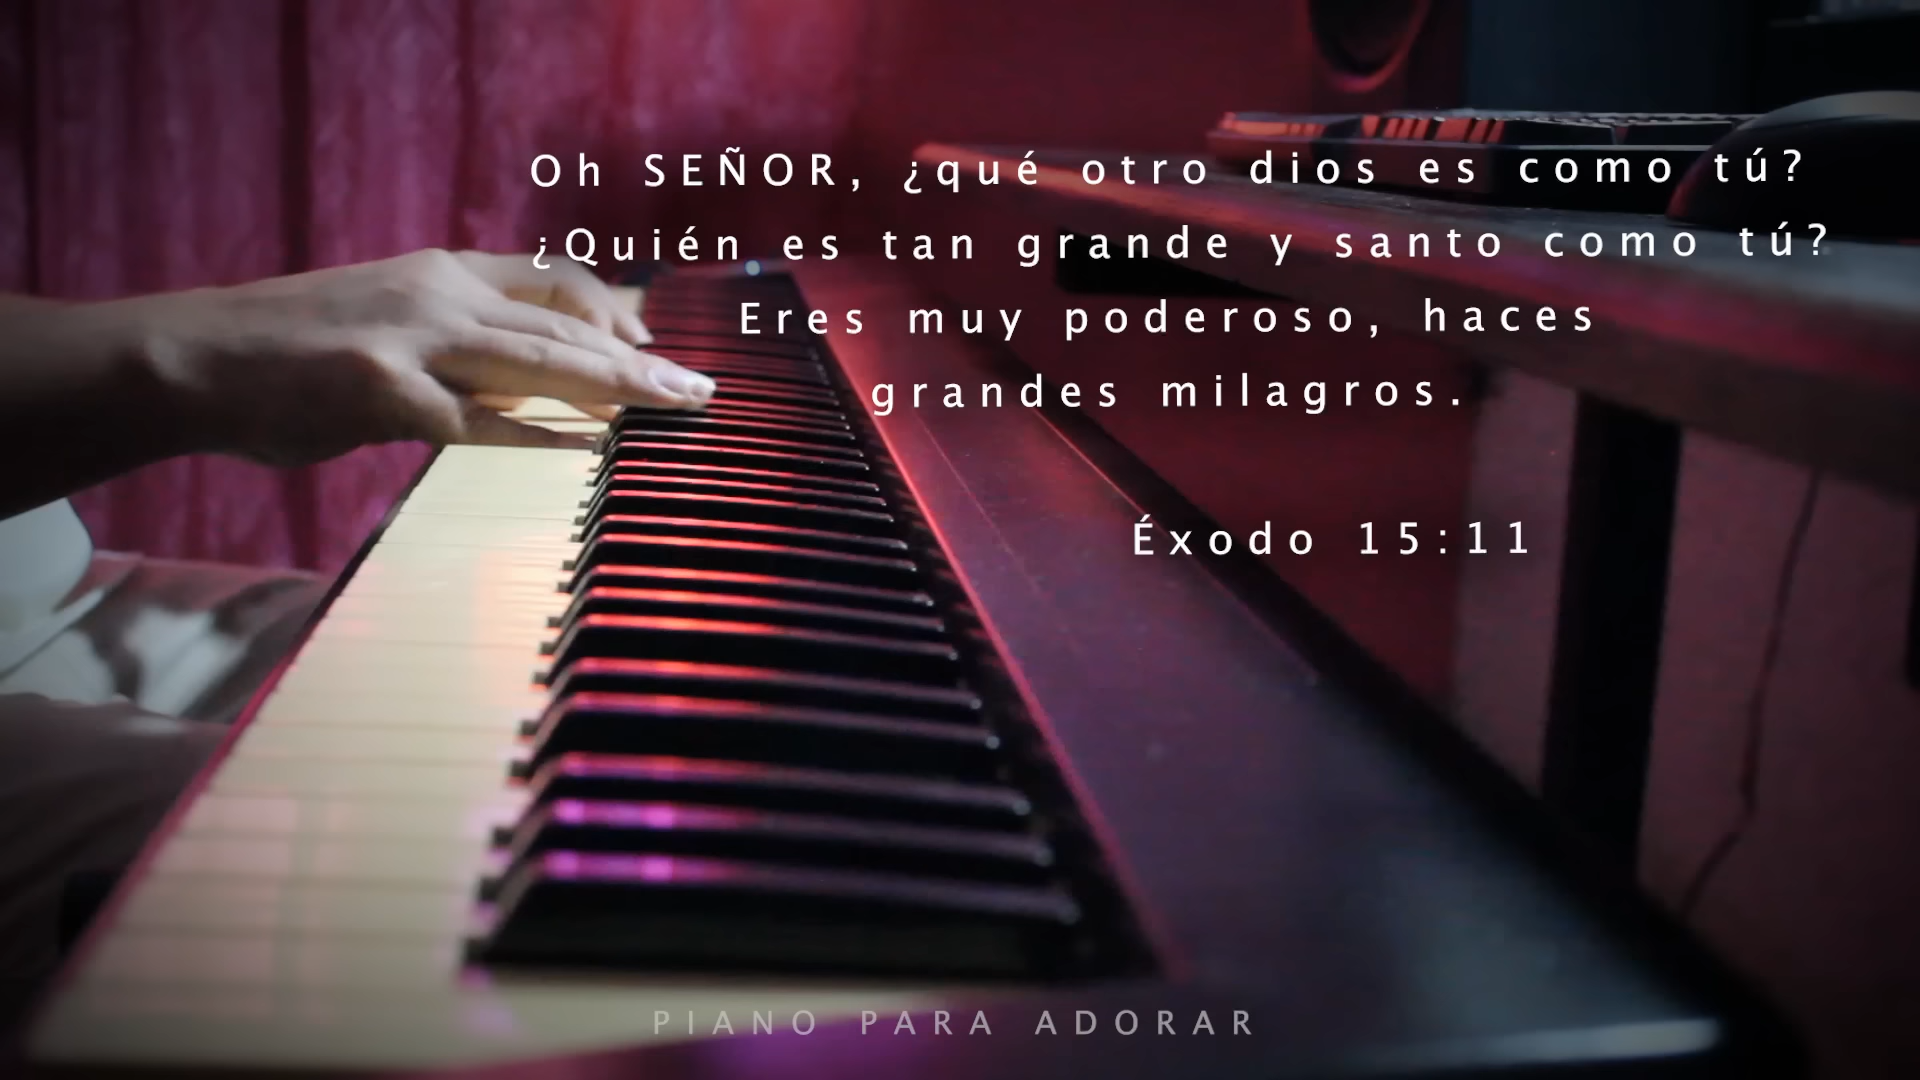 Oh SEÑOR, ¿qué otro dios es como tú?
¿Quién es tan grande y santo como tú?
Eres muy poderoso, haces
grandes milagros.
Éxodo 15:11
PIANO PARA ADORAR